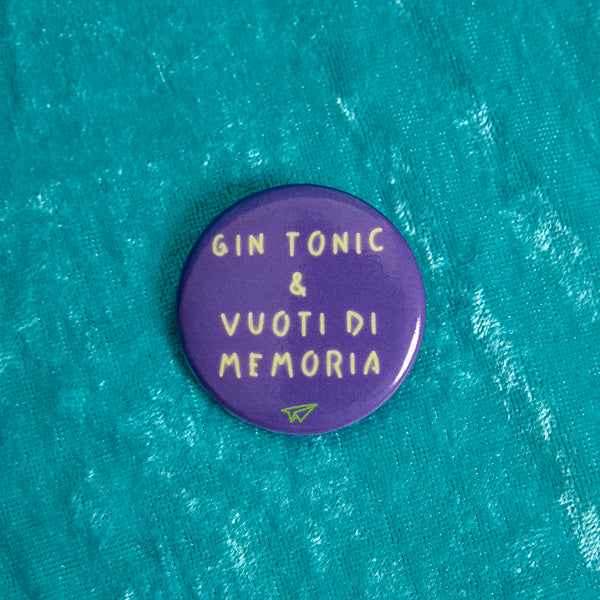 GIN TONIC
&
VUOTI DI
MEMORIA